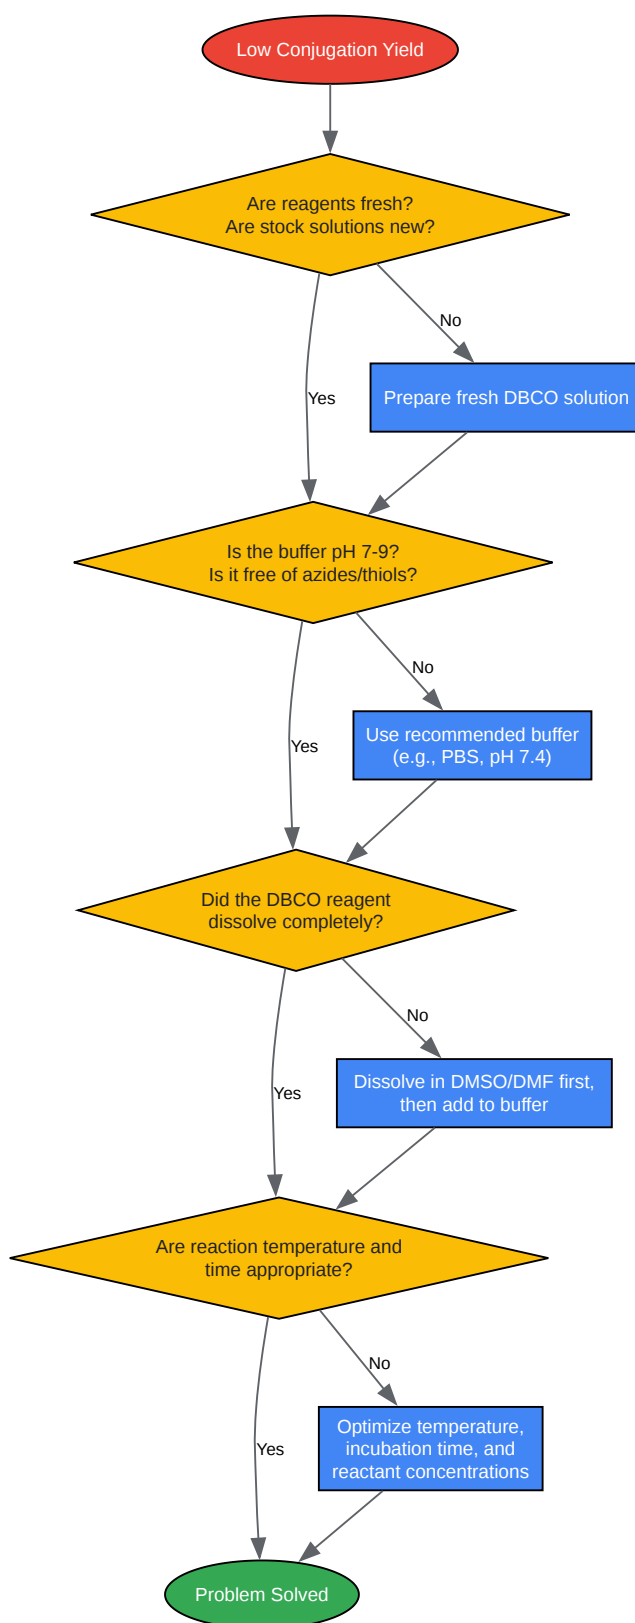 Low Conjugation Yield
Are reagents fresh?
Are stock solutions new?
No
Yes
Prepare fresh DBCO solution
Is the buffer pH 7-9?
Is it free of azides/thiols?
No
Yes
Use recommended buffer
(e.g., PBS, pH 7.4)
Did the DBCO reagent
dissolve completely?
No
Yes
Dissolve in DMSO/DMF first,
then add to buffer
Are reaction temperature and
time appropriate?
No
Yes
Optimize temperature,
incubation time, and
reactant concentrations
Problem Solved